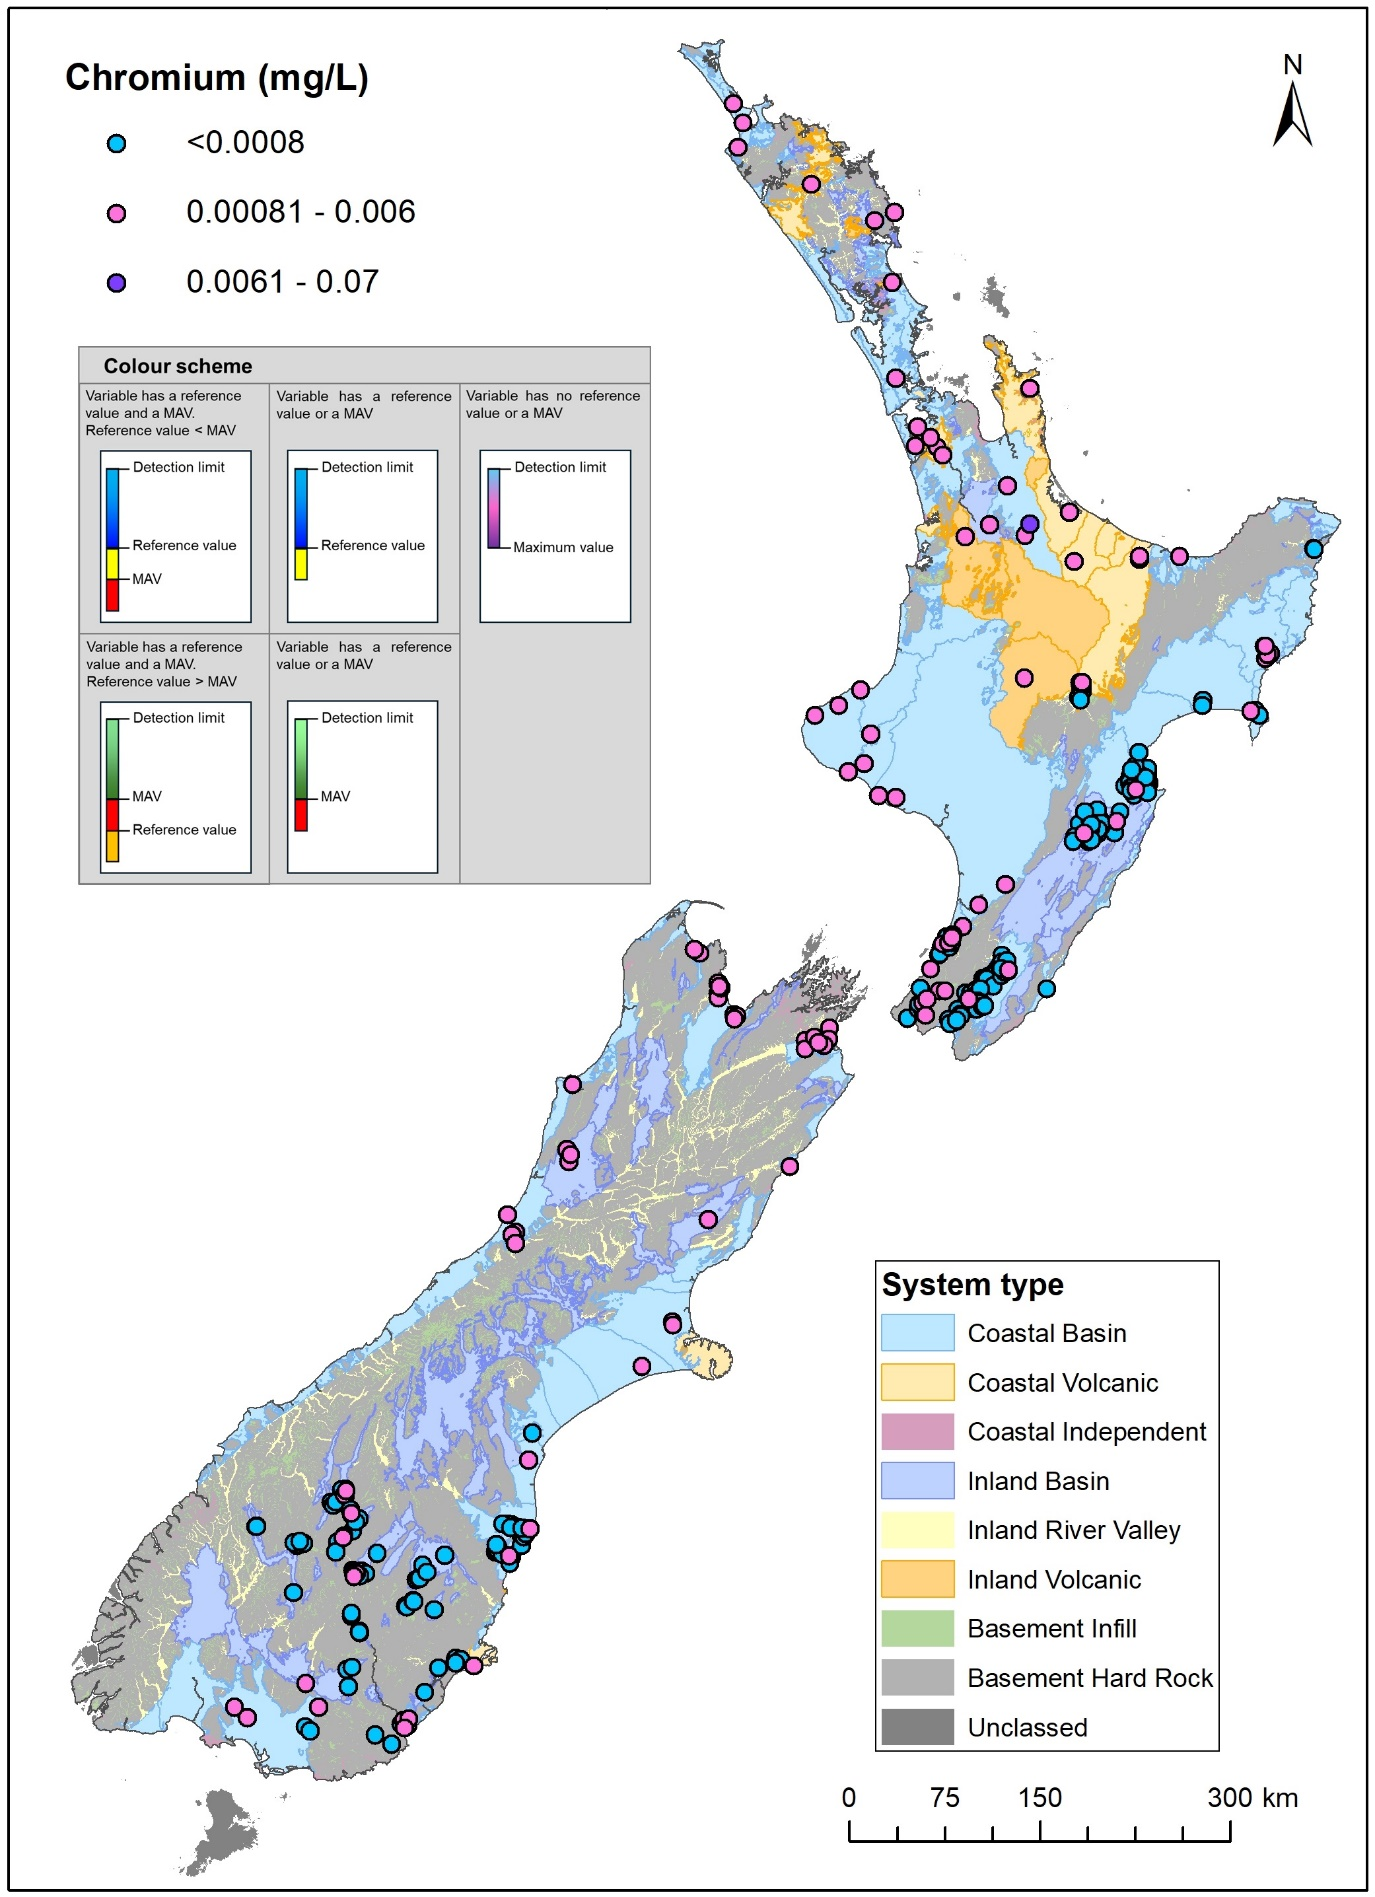 N
Chromium (mg/L)
<0.0008
0.00081 - 0.006
0.0061 - 0.07
Colour scheme
Variable has a reference
value and a MAV.
Reference value < MAV
Detection limit
Reference value
MAV
Variable has a reference
value or a MAV
Detection limit
Reference value
Variable has no reference
value or a MAV
Detection limit
Maximum value
Variable has a reference
value and a MAV.
Reference value > MAV
Detection limit
MAV
Reference value
Variable has a reference
value or a MAV
Detection limit
MAV
System type
Coastal Basin
Coastal Volcanic
Coastal Independent
Inland Basin
Inland River Valley
Inland Volcanic
Basement Infill
Basement Hard Rock
Unclassed
0 75 150 300 km